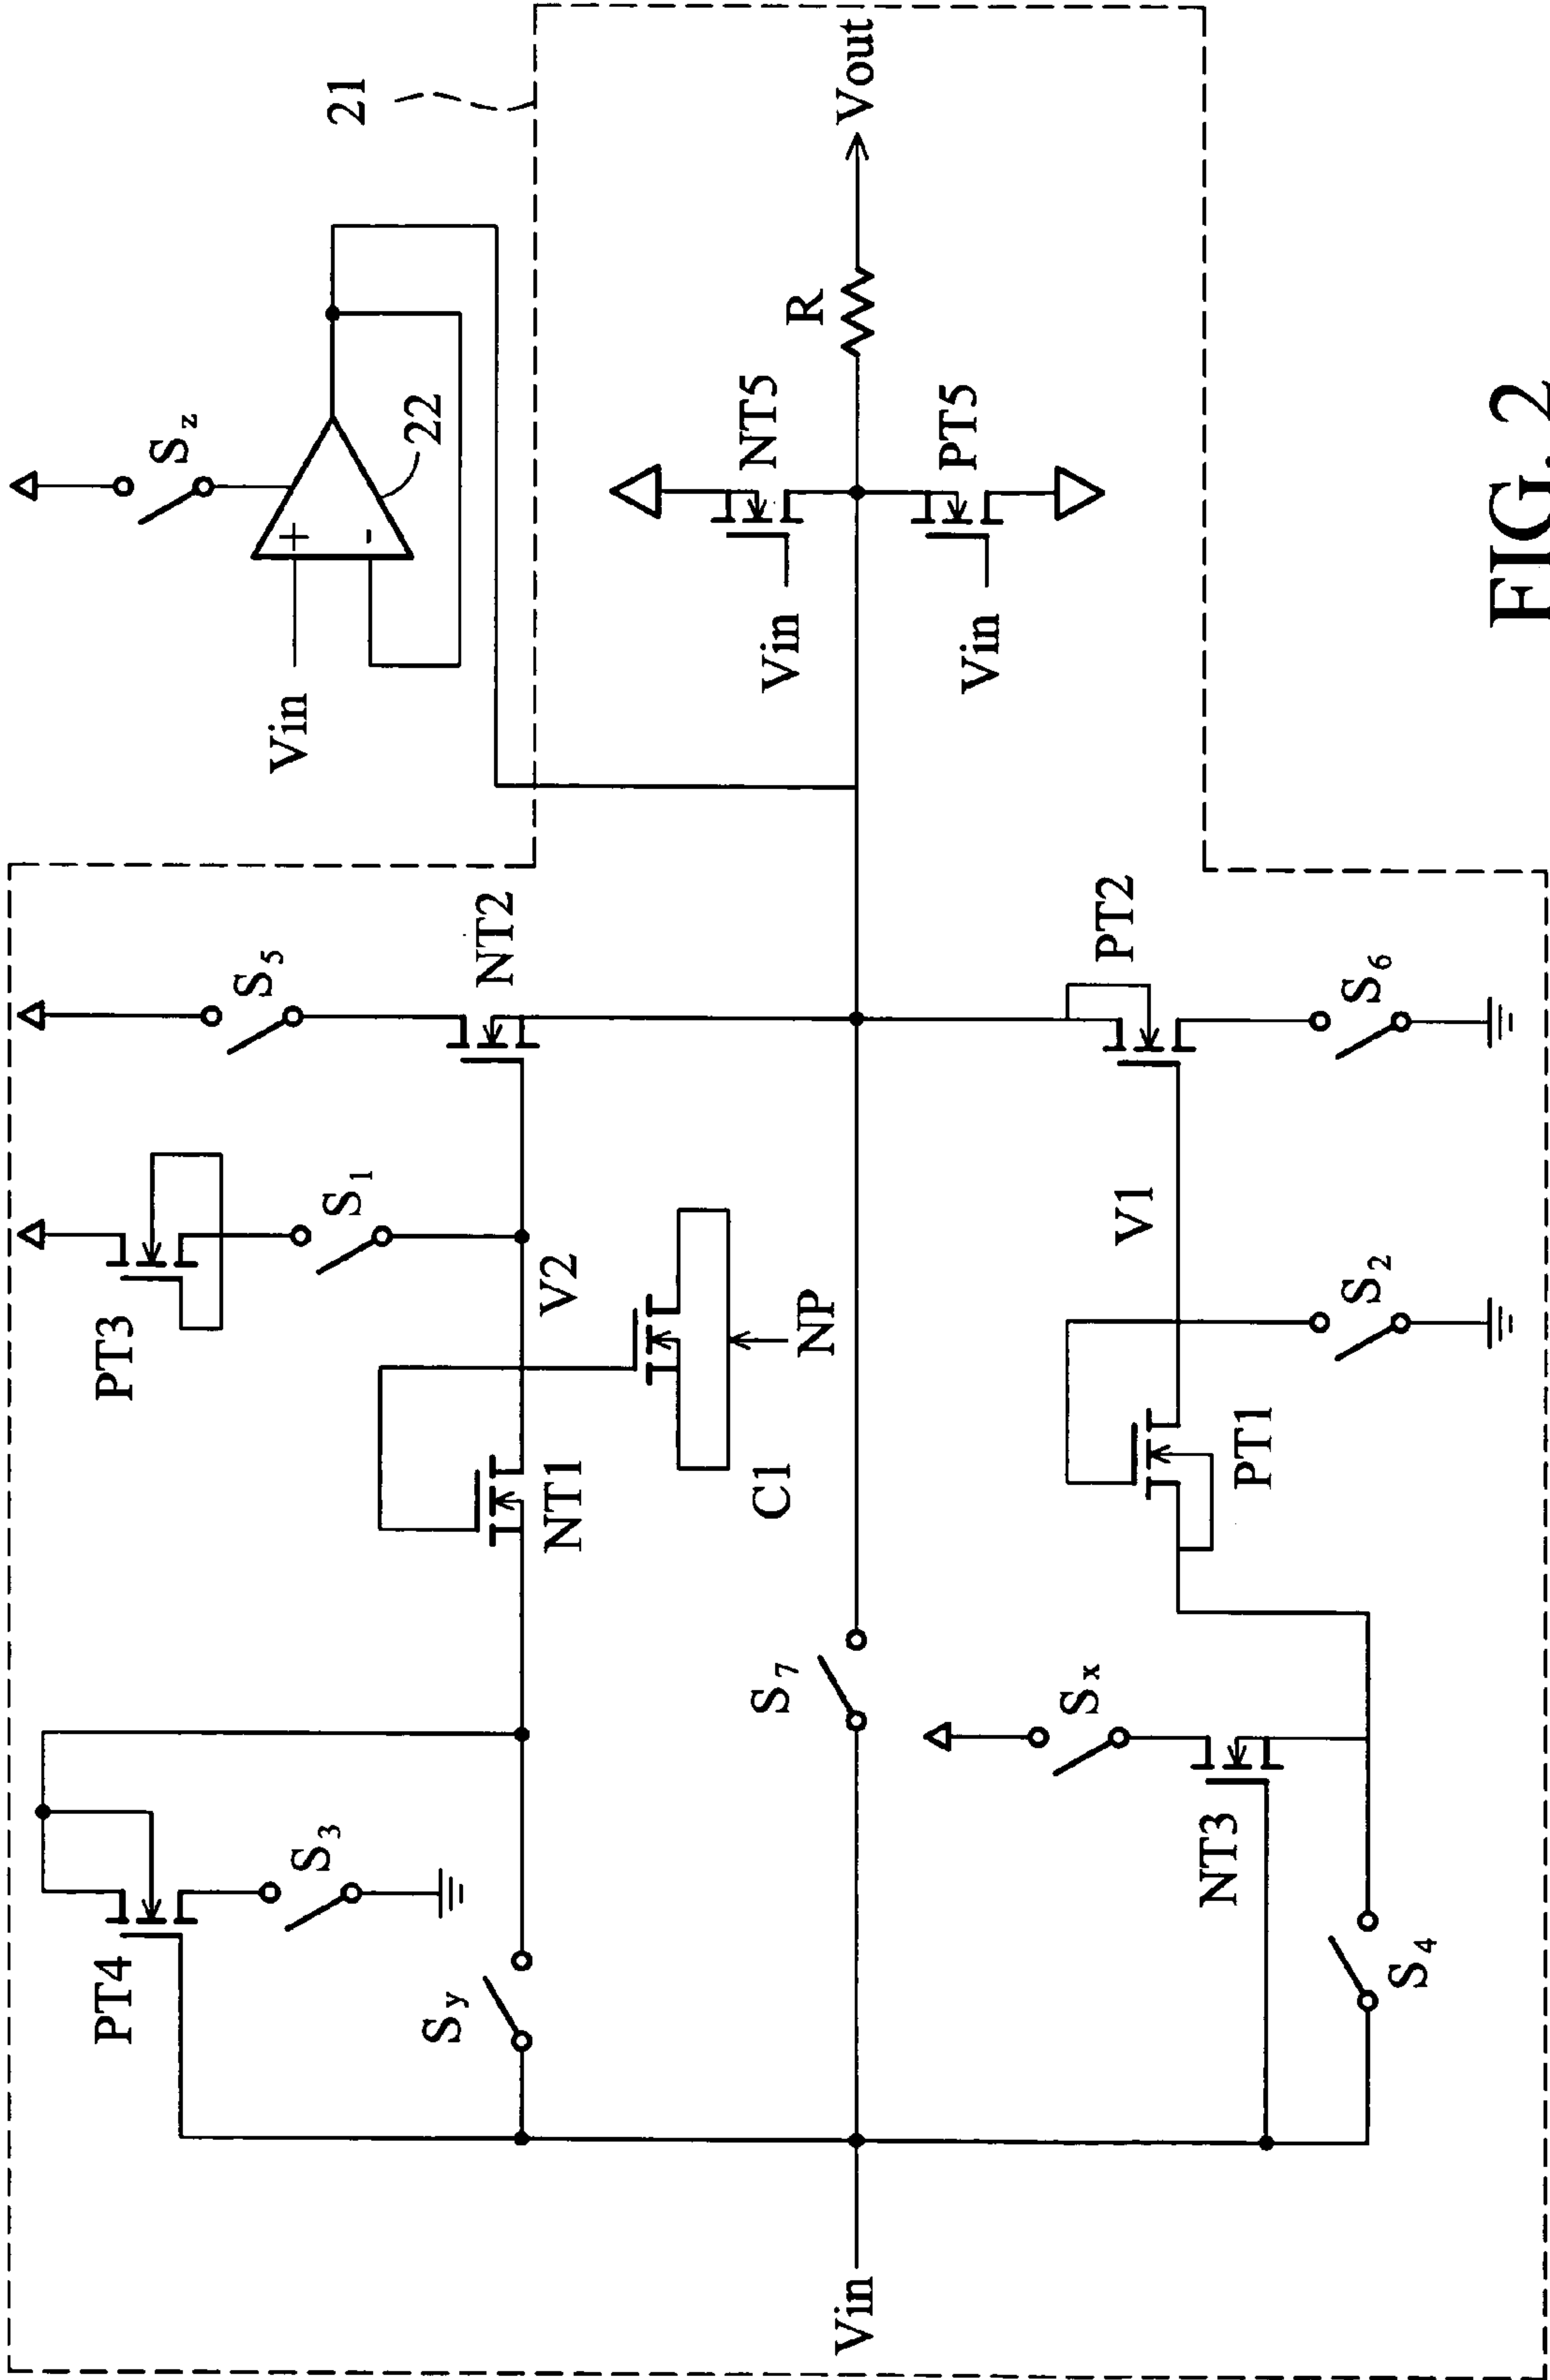 21
Sz
Vin
+
-
22
S5
NT2
PT3
S1
V2
NP
C1
NT1
PT4
S3
Sy
Vin
S7
NT5
Vin
PT5
Vin
R
Vout
PT2
S6
V1
S2
PT1
Sx
NT3
S4
FIG. 2